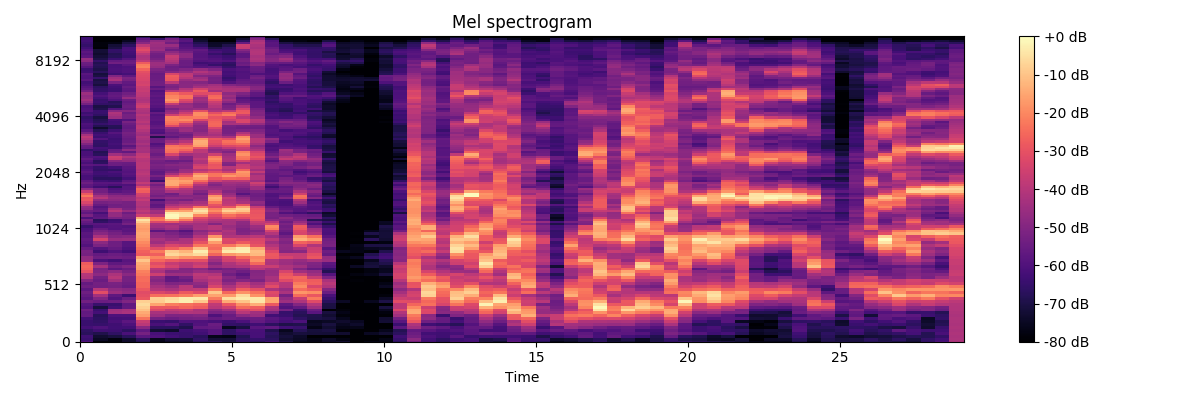 Mel spectrogram
8192
4096
2048
1024
512
0
Hz
0 5 10 15 20 25
Time
+0 dB
-10 dB
-20 dB
-30 dB
-40 dB
-50 dB
-60 dB
-70 dB
-80 dB